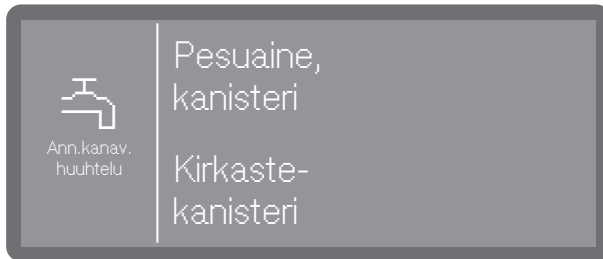 Ann.kanav.
huuhtelu
Pesuaine,
kanisteri
Kirkaste-
kanisteri